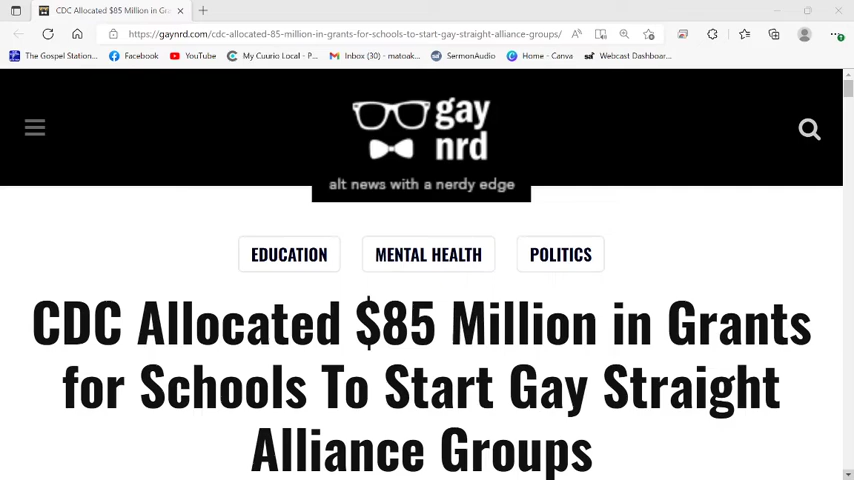 CDC Allocated $85 Million in Gra
https://gaynrd.com/cdc-allocated-85-million-in-grants-for-schools-to-start-gay-straight-alliance-groups/
The Gospel Station... Facebook YouTube My Cuurio Local - P... Inbox (30) - matoak... SermonAudio Home - Canva Webcast Dashboar...
gay
nrd
alt news with a nerdy edge
EDUCATION MENTAL HEALTH POLITICS
CDC Allocated $85 Million in Grants
for Schools To Start Gay Straight
Alliance Groups